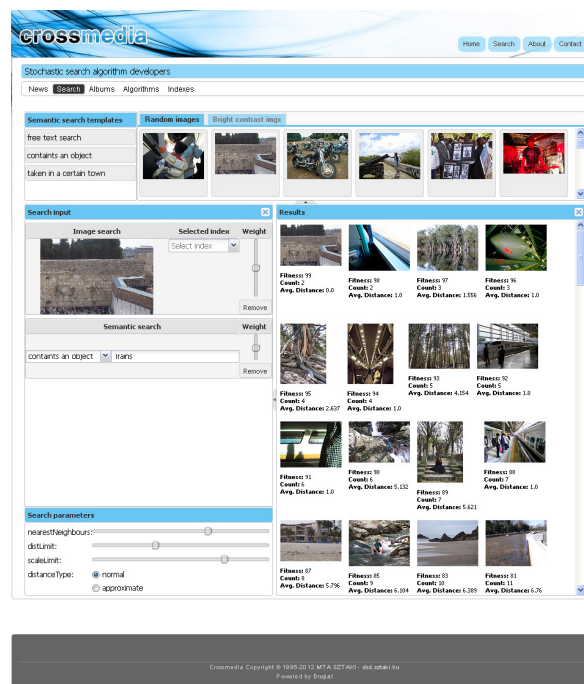 crossmedia
Home Search About Contact
Stochastic search algorithm developers
News Search Albums Algorithms Indexes
Semantic search templates
free text search
containts an object
taken in a certain town
Random images Bright contrast imgs
Search input
Image search Selected index Weight
Select index
Remove
Semantic search Weight
containts an object trains
Remove
Search parameters
nearestNeighbours:
distLimit:
scaleLimit:
distanceType: normal
approximate
Results
Fitness: 99
Count: 2
Avg. Distance: 0.0
Fitness: 98
Count: 2
Avg. Distance: 1.0
Fitness: 97
Count: 3
Avg. Distance: 1.556
Fitness: 96
Count: 3
Avg. Distance: 1.0
Fitness: 95
Count: 4
Avg. Distance: 2.637
Fitness: 94
Count: 4
Avg. Distance: 1.0
Fitness: 93
Count: 5
Avg. Distance: 4.154
Fitness: 92
Count: 5
Avg. Distance: 1.0
Fitness: 91
Count: 6
Avg. Distance: 1.0
Fitness: 90
Count: 6
Avg. Distance: 5.132
Fitness: 89
Count: 7
Avg. Distance: 5.621
Fitness: 88
Count: 7
Avg. Distance: 1.0
Fitness: 87
Count: 8
Avg. Distance: 5.796
Fitness: 85
Count: 9
Avg. Distance: 6.104
Fitness: 83
Count: 10
Avg. Distance: 6.389
Fitness: 81
Count: 11
Avg. Distance: 6.76
Crossmedia Copyright © 1995-2012 MTA SZTAKI - dsd.sztaki.hu
Powered by Drupal